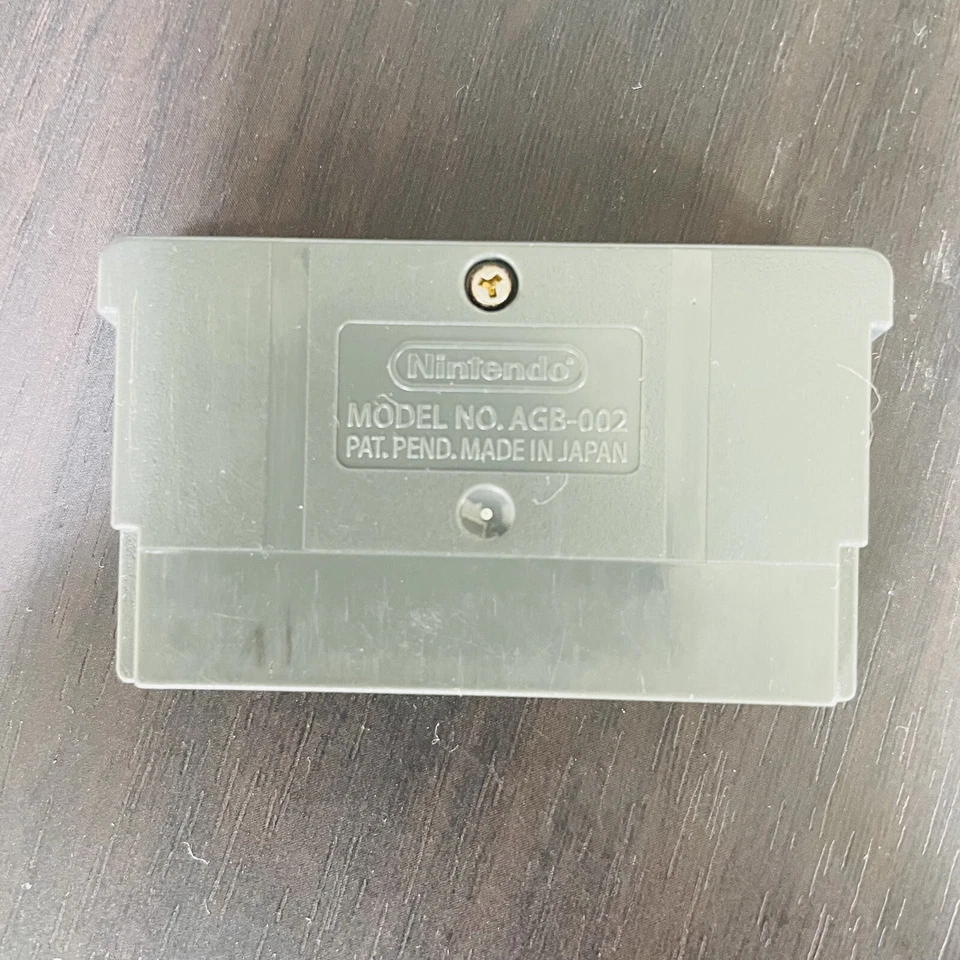 Nintendo®
MODEL NO. AGB-002
PAT. PEND. MADE IN JAPAN